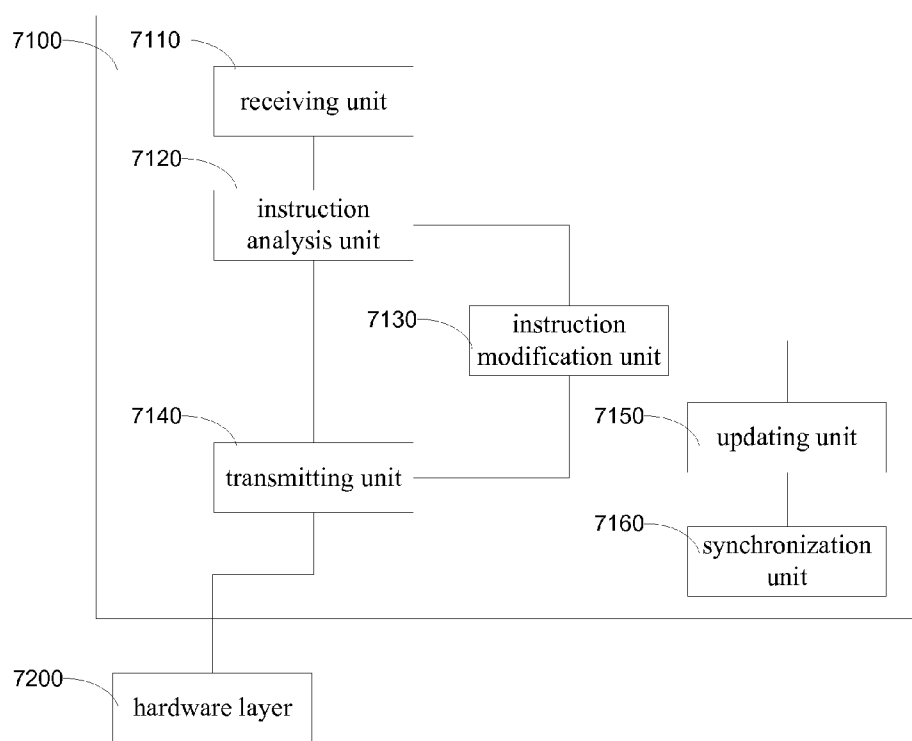 7100
7110
receiving unit
7120
instruction
analysis unit
7130
instruction
modification unit
7140
transmitting unit
7150
updating unit
7160
synchronization
unit
7200
hardware layer